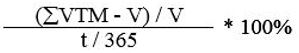 (∑VTM - V) / V
t / 365
* 100%